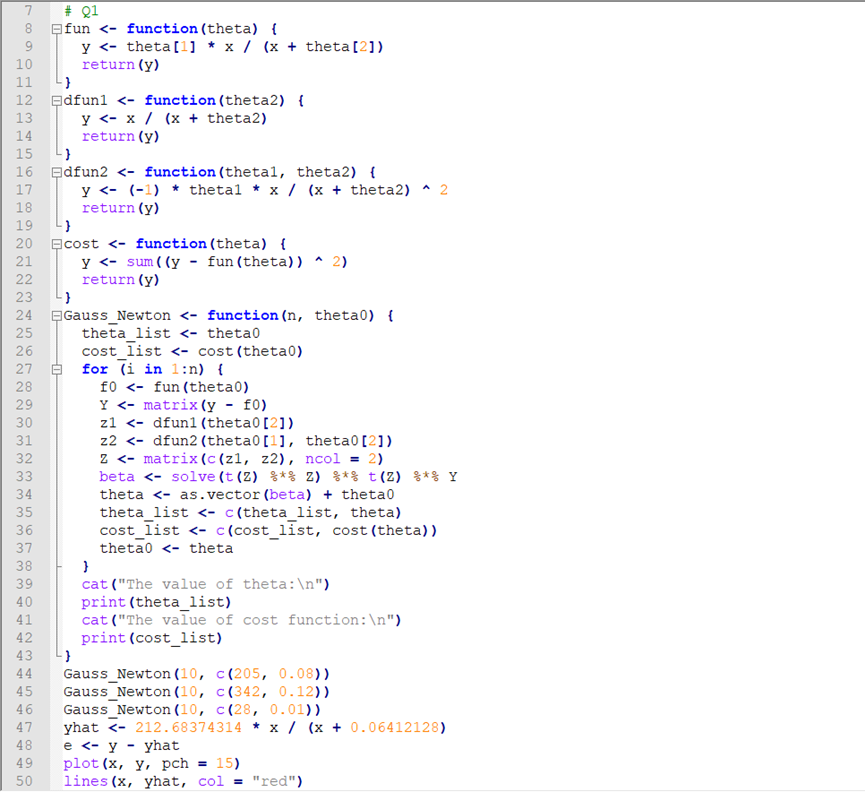 7 # Q1
8 fun <- function(theta) {
9   y <- theta[1] * x / (x + theta[2])
10   return(y)
11 }
12 dfun1 <- function(theta2) {
13   y <- x / (x + theta2)
14   return(y)
15 }
16 dfun2 <- function(theta1, theta2) {
17   y <- (-1) * theta1 * x / (x + theta2) ^ 2
18   return(y)
19 }
20 cost <- function(theta) {
21   y <- sum((y - fun(theta)) ^ 2)
22   return(y)
23 }
24 Gauss_Newton <- function(n, theta0) {
25   theta_list <- theta0
26   cost_list <- cost(theta0)
27   for (i in 1:n) {
28     f0 <- fun(theta0)
29     Y <- matrix(y - f0)
30     z1 <- dfun1(theta0[2])
31     z2 <- dfun2(theta0[1], theta0[2])
32     Z <- matrix(c(z1, z2), ncol = 2)
33     beta <- solve(t(Z) %*% Z) %*% t(Z) %*% Y
34     theta <- as.vector(beta) + theta0
35     theta_list <- c(theta_list, theta)
36     cost_list <- c(cost_list, cost(theta))
37     theta0 <- theta
38   }
39   cat("The value of theta:\n")
40   print(theta_list)
41   cat("The value of cost function:\n")
42   print(cost_list)
43 }
44 Gauss_Newton(10, c(205, 0.08))
45 Gauss_Newton(10, c(342, 0.12))
46 Gauss_Newton(10, c(28, 0.01))
47 yhat <- 212.68374314 * x / (x + 0.06412128)
48 e <- y - yhat
49 plot(x, y, pch = 15)
50 lines(x, yhat, col = "red")